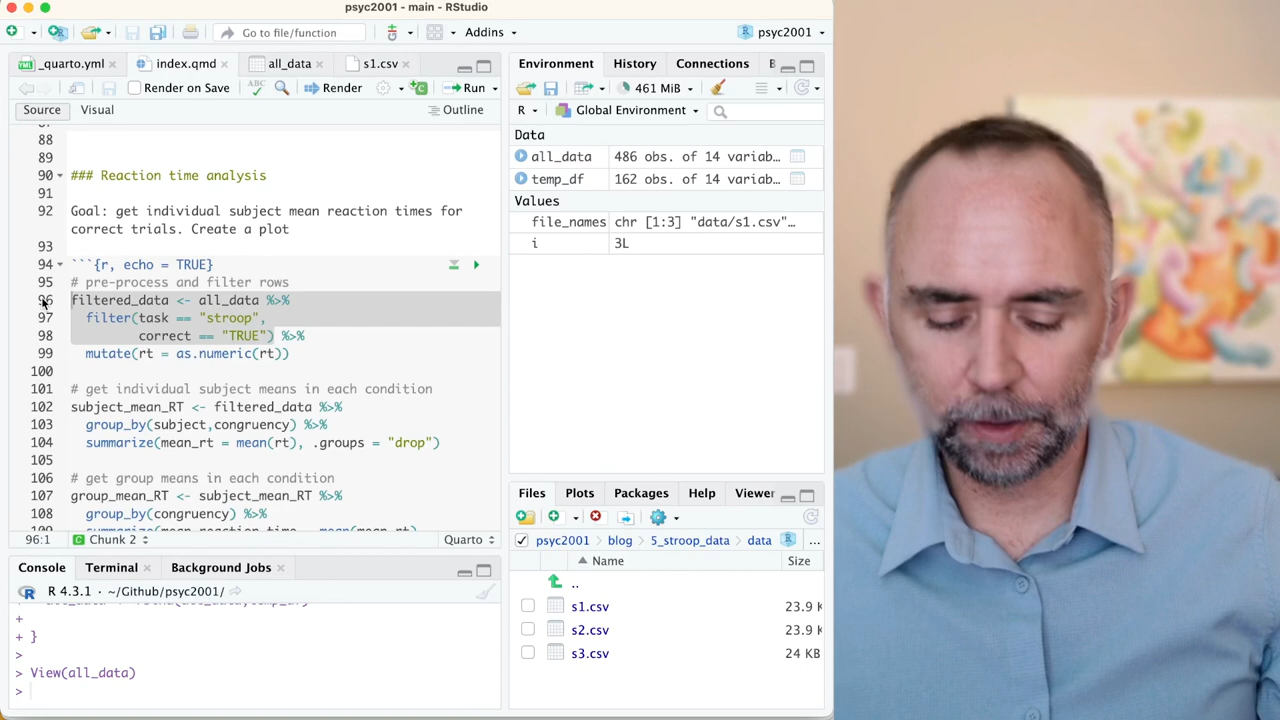 psyc2001 - main - RStudio
Go to file/function
Addins
psyc2001
_quarto.yml
index.qmd
all_data
s1.csv
Render on Save
ABC
Render
Run
Source
Visual
Outline
88
89
90
### Reaction time analysis
91
92
Goal: get individual subject mean reaction times for
correct trials. Create a plot
93
94
```{r, echo = TRUE}
95
# pre-process and filter rows
96
filtered_data <- all_data %>%
97
filter(task == "stroop",
98
correct == "TRUE") %>%
99
mutate(rt = as.numeric(rt))
100
101
# get individual subject means in each condition
102
subject_mean_RT <- filtered_data %>%
103
group_by(subject,congruency) %>%
104
summarize(mean_rt = mean(rt), .groups = "drop")
105
106
# get group means in each condition
107
group_mean_RT <- subject_mean_RT %>%
108
group_by(congruency) %>%
96:1
Chunk 2
Quarto
Console
Terminal
Background Jobs
R 4.3.1 · ~/Github/psyc2001/
+
+ }
>
> View(all_data)
>
Environment
History
Connections
B
461 MiB
R
Global Environment
Data
all_data
486 obs. of 14 variab…
temp_df
162 obs. of 14 variab…
Values
file_names
chr [1:3] "data/s1.csv"…
i
3L
Files
Plots
Packages
Help
Viewer
psyc2001
blog
5_stroop_data
data
...
Name
Size
..
s1.csv
23.9 K
s2.csv
23.9 K
s3.csv
24 KB